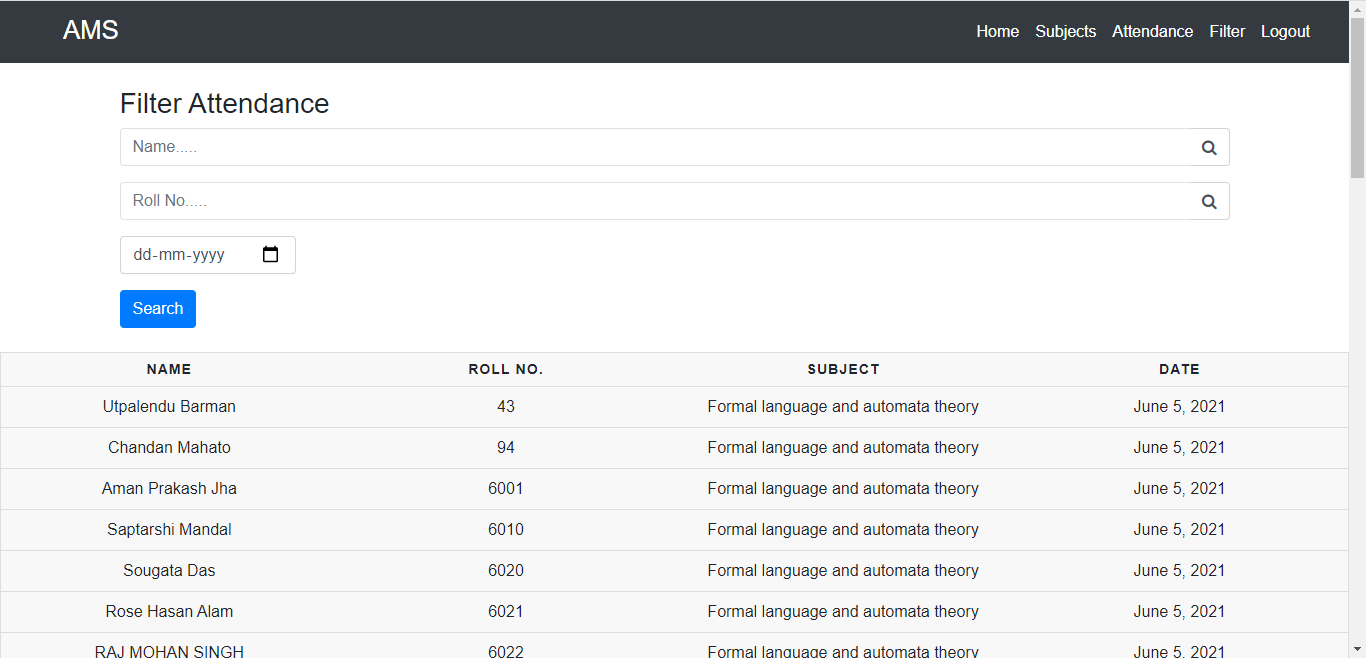 AMS Home Subjects Attendance Filter Logout
Filter Attendance
Name.....
Roll No.....
dd-mm-yyyy
Search
NAME ROLL NO. SUBJECT DATE
Utpalendu Barman 43 Formal language and automata theory June 5, 2021
Chandan Mahato 94 Formal language and automata theory June 5, 2021
Aman Prakash Jha 6001 Formal language and automata theory June 5, 2021
Saptarshi Mandal 6010 Formal language and automata theory June 5, 2021
Sougata Das 6020 Formal language and automata theory June 5, 2021
Rose Hasan Alam 6021 Formal language and automata theory June 5, 2021
RAJ MOHAN SINGH 6022 Formal language and automata theory June 5, 2021